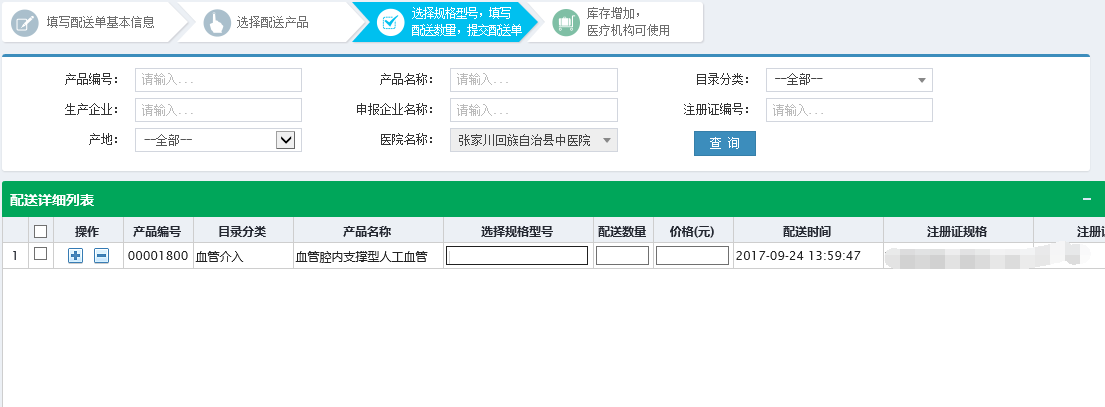 填写配送单基本信息
选择配送产品
选择规格型号，填写
配送数量，提交配送单
库存增加，
医疗机构可使用
产品编号： 请输入... 产品名称： 请输入... 目录分类： --全部--
生产企业： 请输入... 申报企业名称： 请输入... 注册证编号： 请输入...
产地： --全部-- 医院名称： 张家川回族自治县中医院 查 询
配送详细列表
操作 产品编号 目录分类 产品名称 选择规格型号 配送数量 价格(元) 配送时间 注册证规格 注册
1 00001800 血管介入 血管腔内支撑型人工血管 2017-09-24 13:59:47